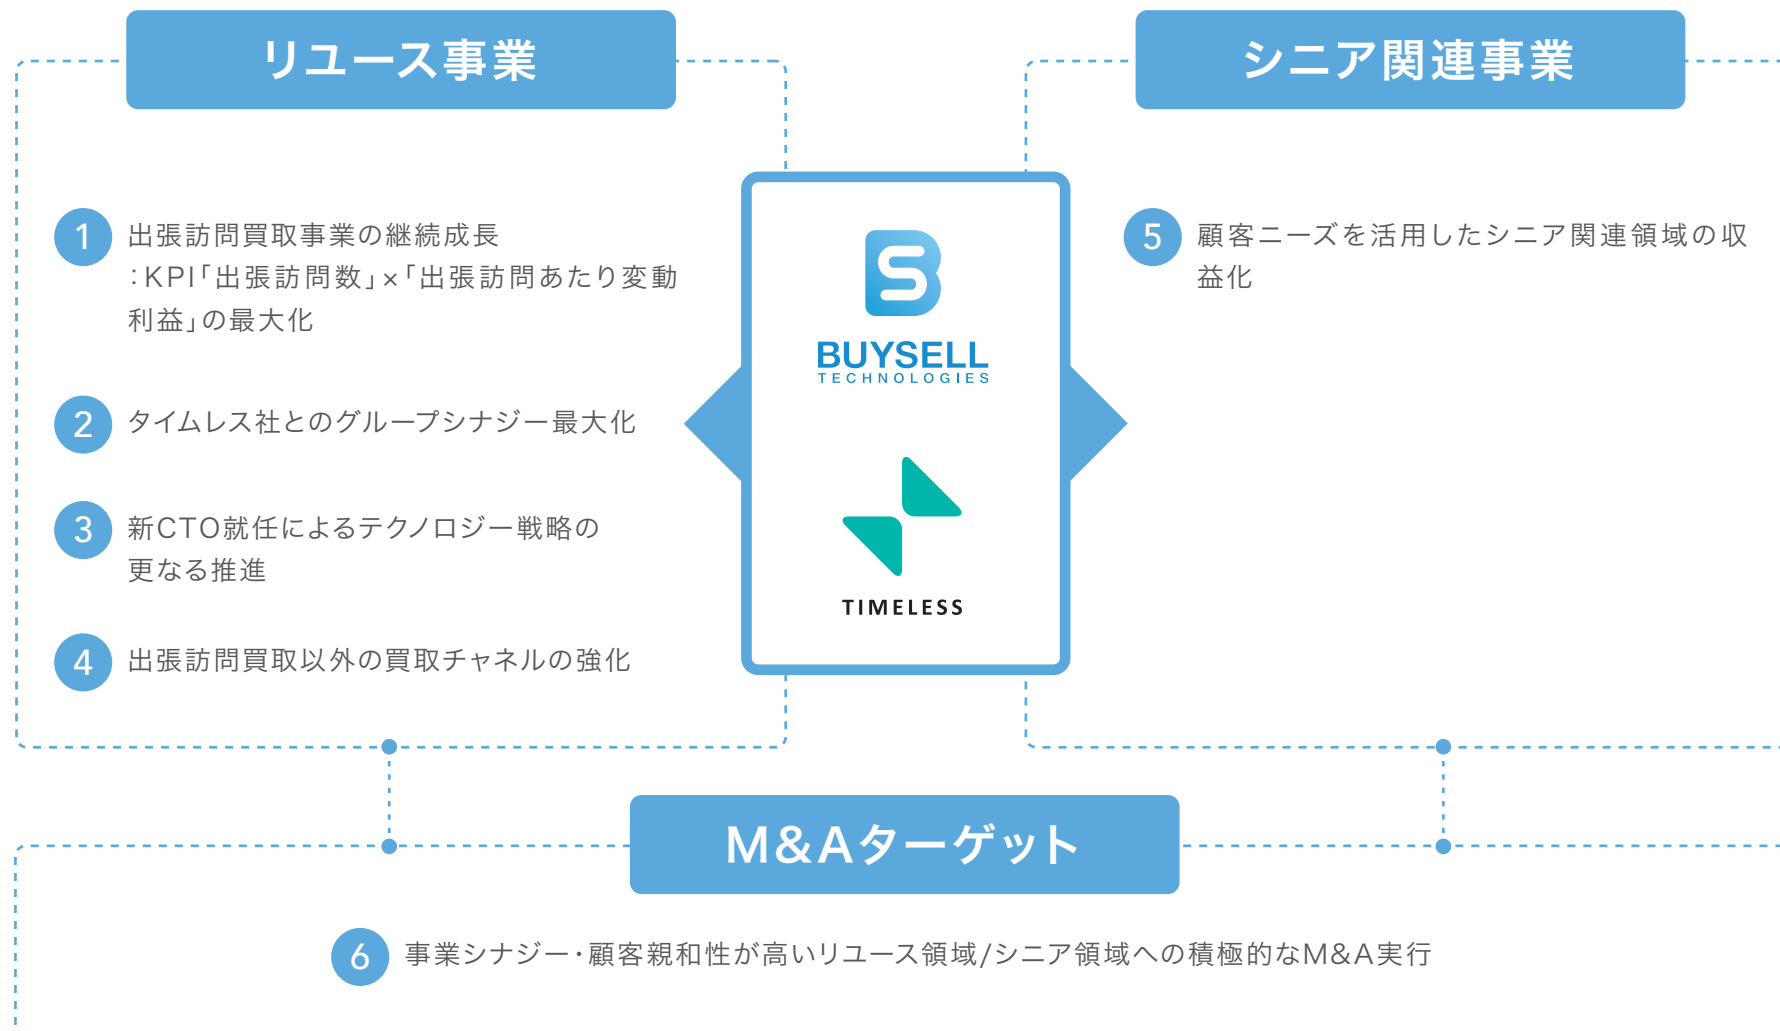 リユース事業
1
出張訪問買取事業の継続成長
：KPI「出張訪問数」×「出張訪問あたり変動
利益」の最大化
2
タイムレス社とのグループシナジー最大化
3
新CTO就任によるテクノロジー戦略の
更なる推進
4
出張訪問買取以外の買取チャネルの強化
BUYSELL
TECHNOLOGIES
TIMELESS
シニア関連事業
5
顧客ニーズを活用したシニア関連領域の収
益化
M&Aターゲット
6
事業シナジー・顧客親和性が高いリユース領域/シニア領域への積極的なM&A実行